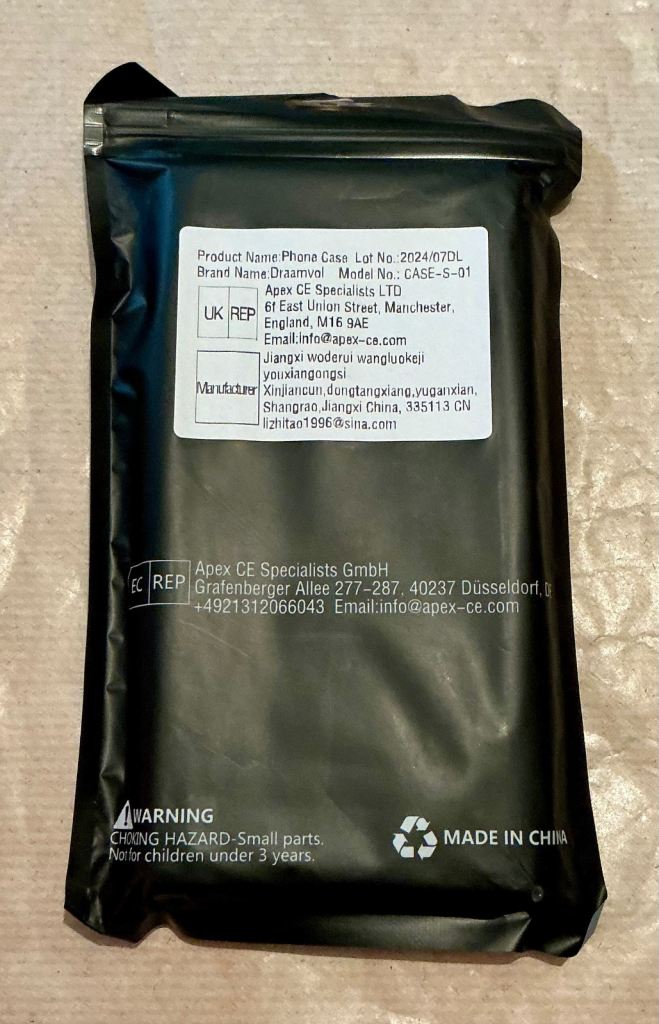 Product Name:Phone Case Lot No.:2024/07DL
Brand Name:Draamvol Model No.: CASE-S-01
UK REP
Apex CE Specialists LTD
6f East Union Street, Manchester,
England, M16 9AE
Email:info@apex-ce.com
Manufacturer
Jiangxi woderui wangluokeji
youxiangongsi
Xinjiancun,dongtangxiang,yuganxian,
Shangrao,Jiangxi China, 335113 CN
lizhitao1996@sina.com
EC REP
Apex CE Specialists GmbH
Grafenberger Allee 277-287, 40237 Düsseldorf,
+4921312066043 Email:info@apex-ce.com
WARNING
CHOKING HAZARD-Small parts.
Not for children under 3 years.
MADE IN CHINA